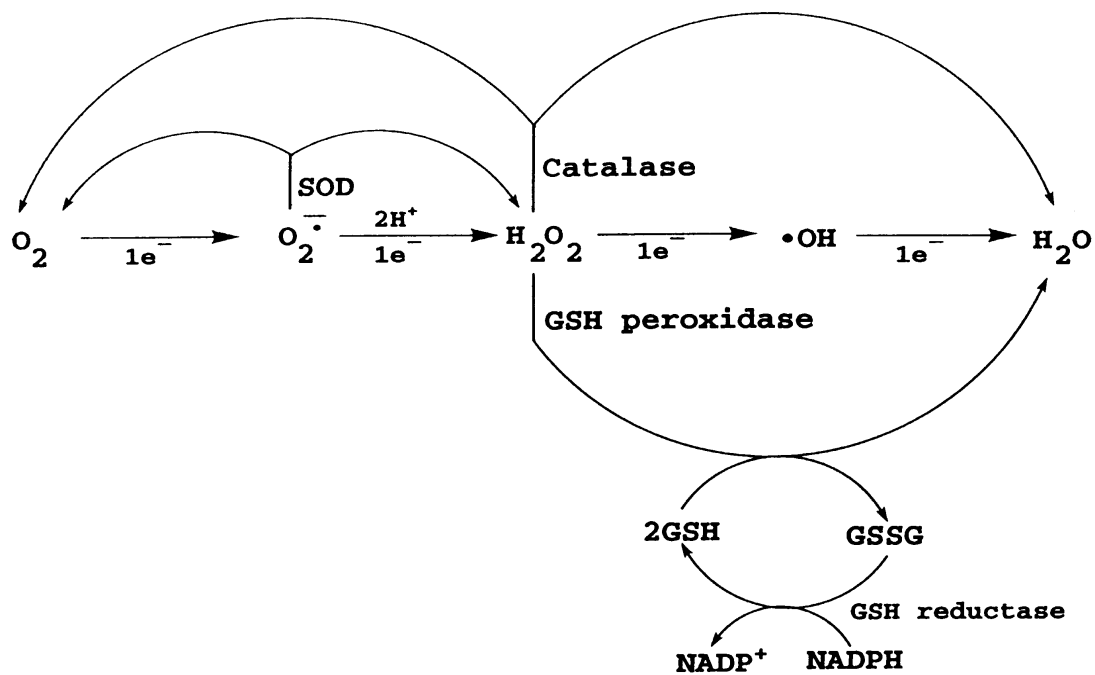 Catalase
SOD
O₂ 1e⁻ O₂•⁻ 2H⁺ 1e⁻ H₂O₂ 1e⁻ •OH 1e⁻ H₂O
GSH peroxidase
2GSH GSSG
GSH reductase
NADP⁺ NADPH